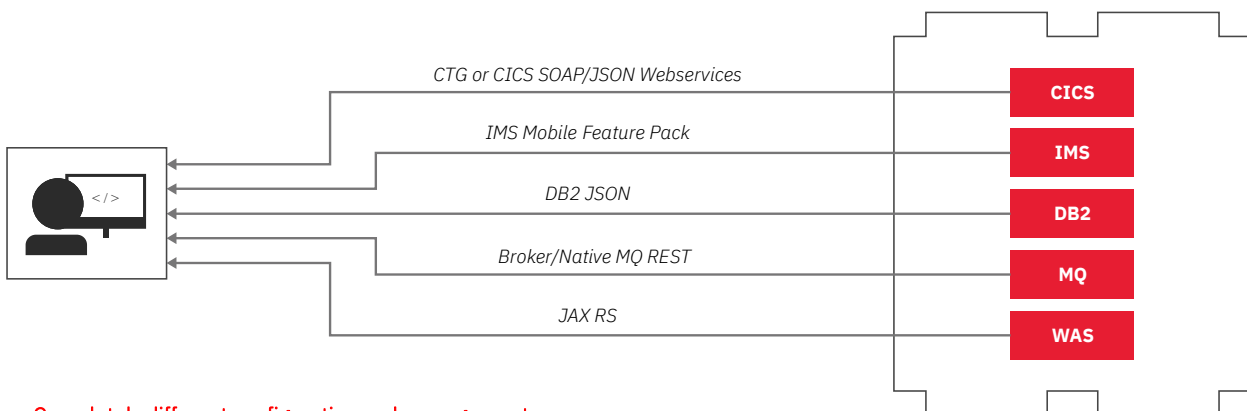 CTG or CICS SOAP/JSON Webservices
CICS
IMS Mobile Feature Pack
IMS
</>
DB2 JSON
DB2
Broker/Native MQ REST
MQ
JAX RS
WAS